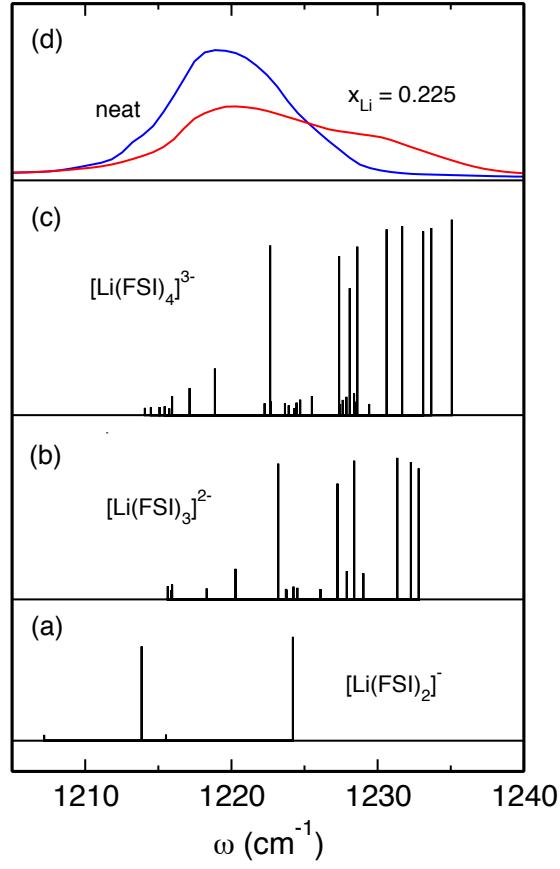 (d)
neat
x_Li = 0.225
(c)
[Li(FSI)_4]^3-
(b)
[Li(FSI)_3]^2-
(a)
[Li(FSI)_2]^-
1210 1220 1230 1240
ω (cm^-1)